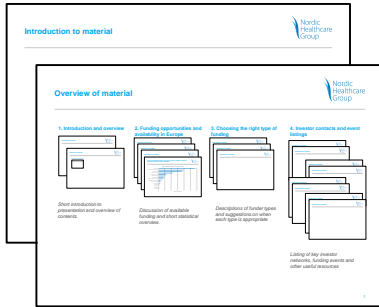 Introduction to material
Nordic
Healthcare
Group
Overview of material
Nordic
Healthcare
Group
1. Introduction and overview
2. Funding opportunities and
availability in Europe
3. Choosing the right type of
funding
4. Investor contacts and event
listings
Short introduction to
presentation and overview of
contents.
Discussion of available
funding and short statistical
overview.
Descriptions of funder types
and suggestions on when
each type is appropriate
Listing of key investor
networks, funding events and
other useful resources